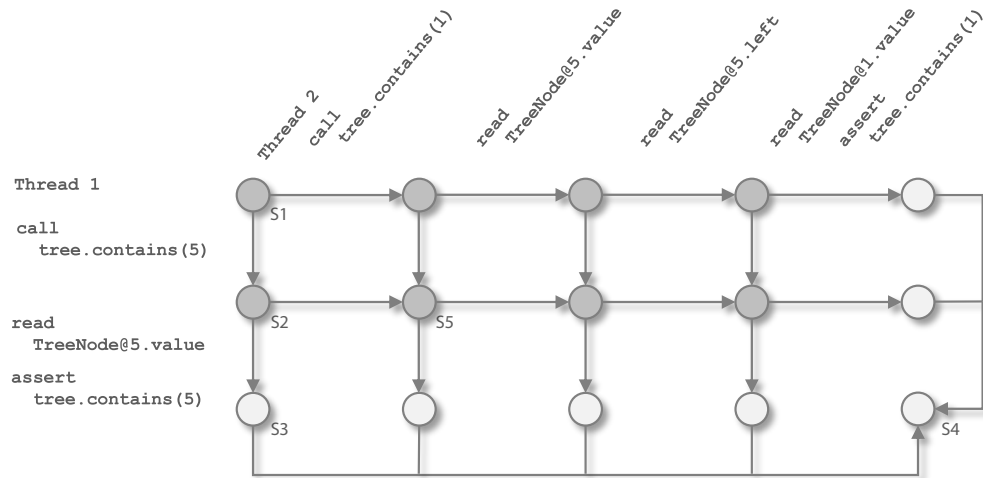 Thread 2
call
tree.contains(1)
read
TreeNode@5.value
read
TreeNode@5.left
read
TreeNode@1.value
assert
tree.contains(1)
Thread 1
S1
call
tree.contains(5)
S2
S5
read
TreeNode@5.value
assert
tree.contains(5)
S3
S4